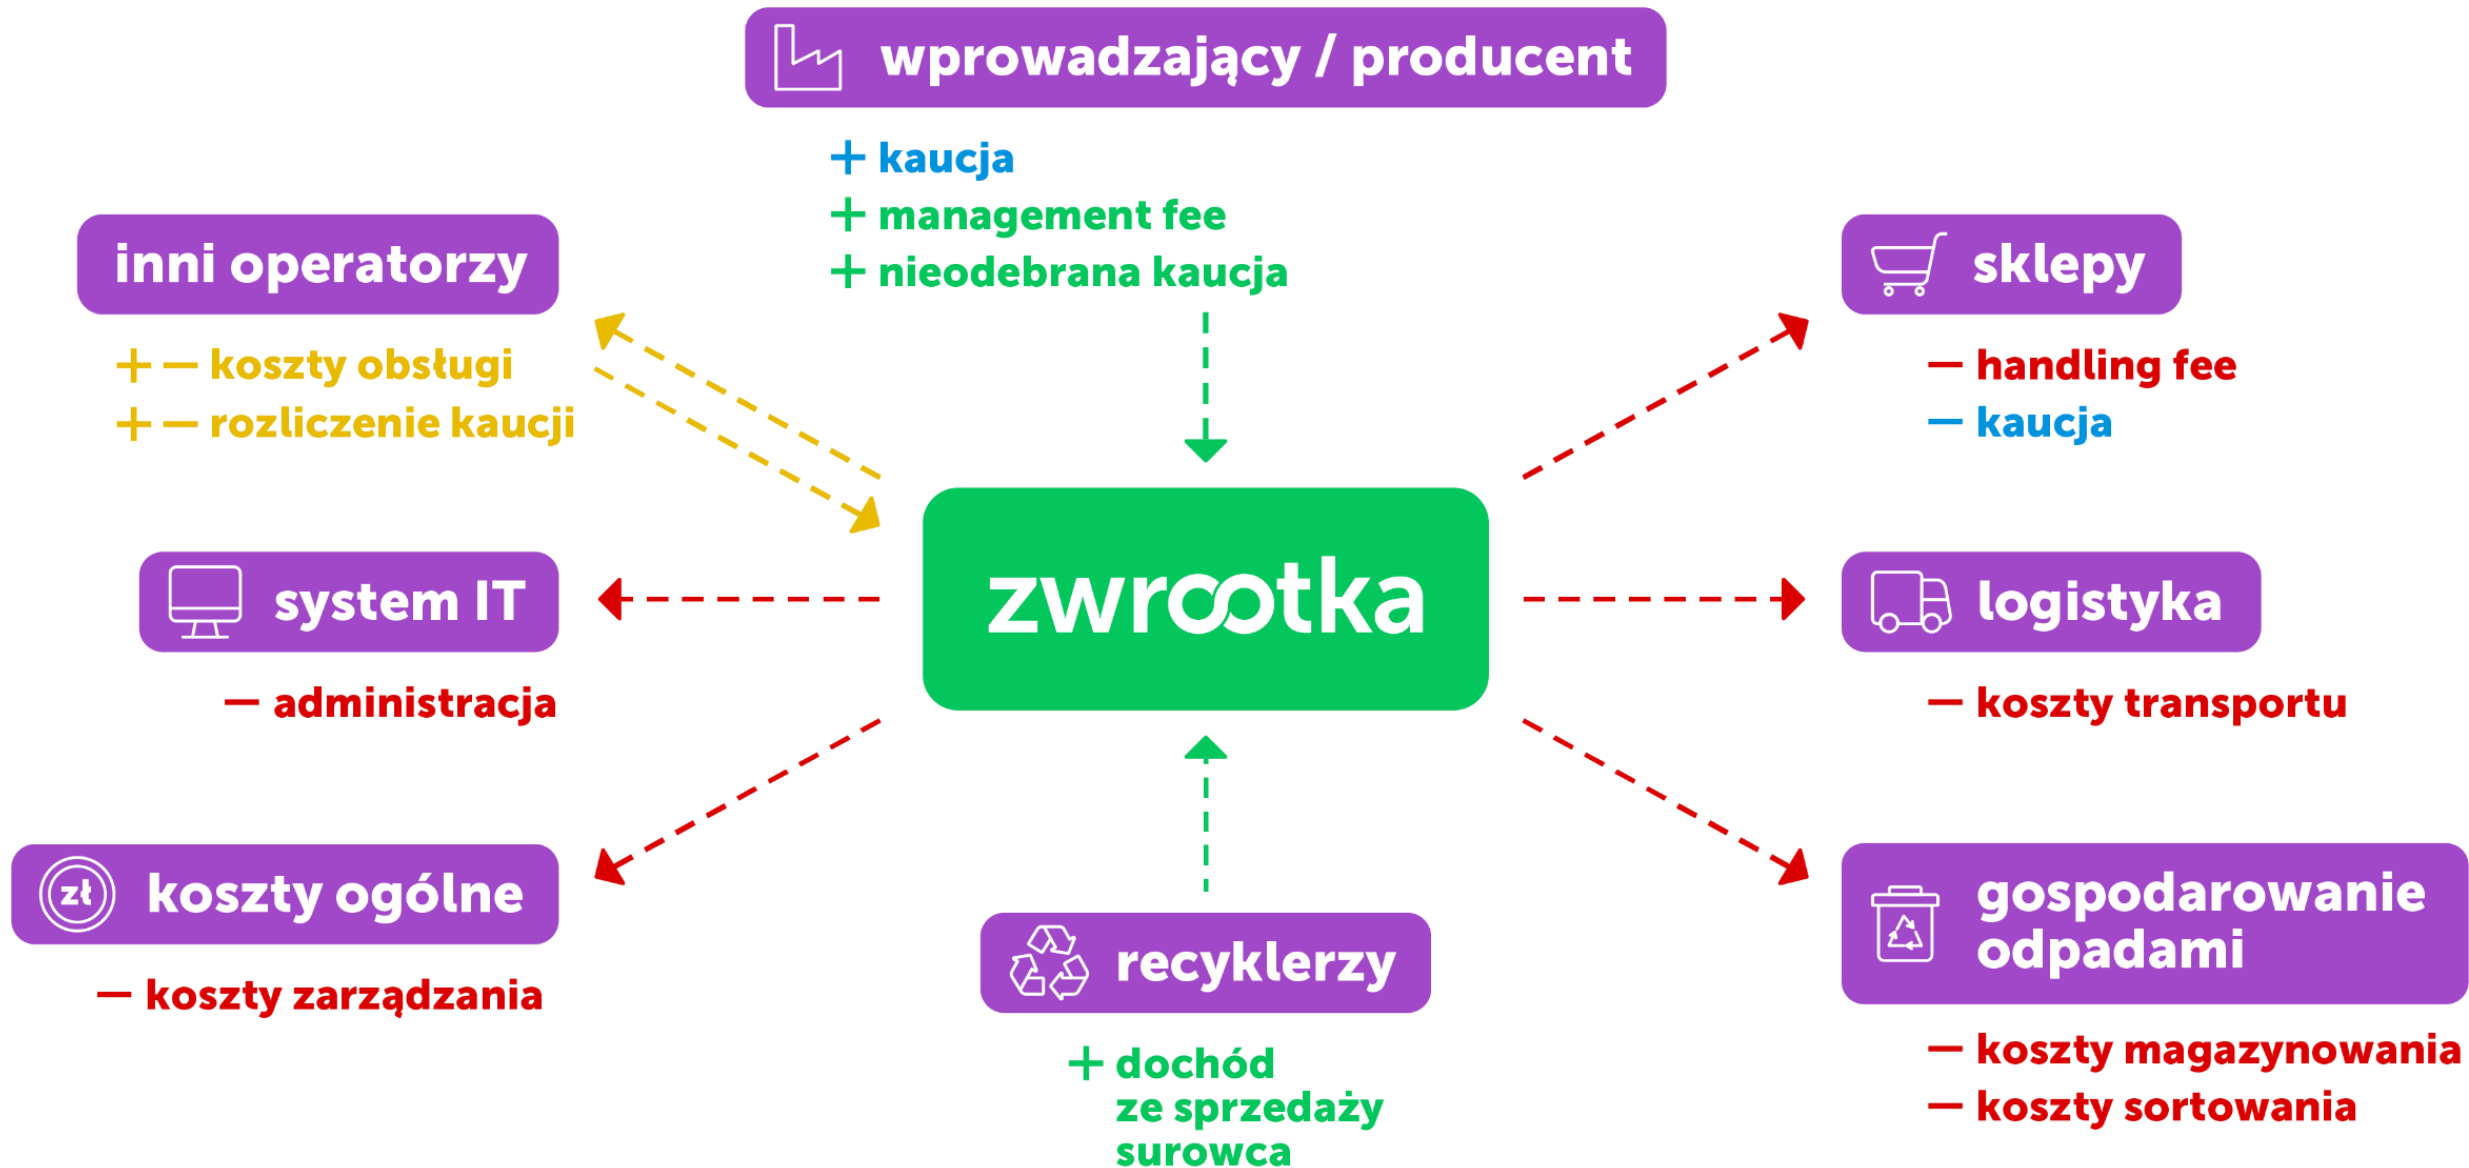 wprowadzający / producent
+ kaucja
+ management fee
+ nieodebrana kaucja
inni operatorzy
+ — koszty obsługi
+ — rozliczenie kaucji
sklepy
— handling fee
— kaucja
system IT
— administracja
zwrootka
logistyka
— koszty transportu
zł koszty ogólne
— koszty zarządzania
recyklerzy
+ dochód
ze sprzedaży
surowca
gospodarowanie
odpadami
— koszty magazynowania
— koszty sortowania